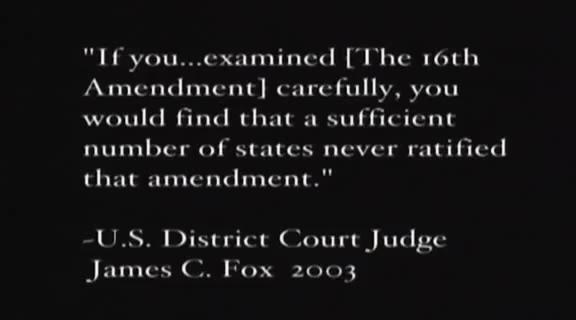 "If you...examined [The 16th
Amendment] carefully, you
would find that a sufficient
number of states never ratified
that amendment."
-U.S. District Court Judge
James C. Fox 2003